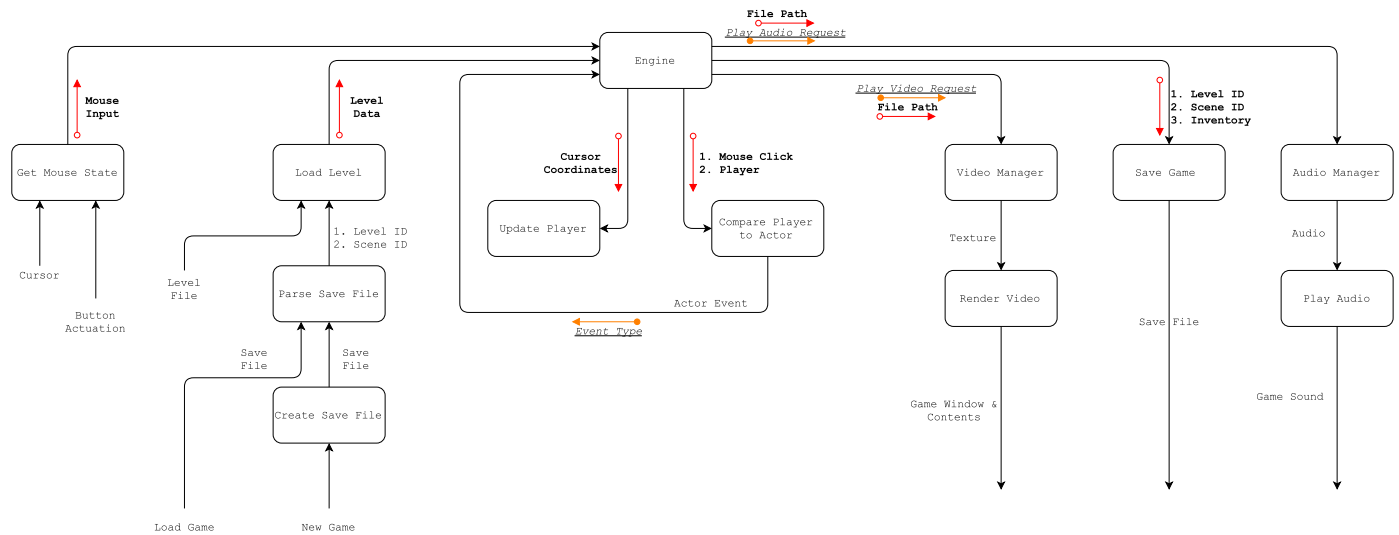 File Path
Play Audio Request
Engine
Play Video Request
File Path
Mouse
Input
Level
Data
1. Level ID
2. Scene ID
3. Inventory
Cursor
Coordinates
1. Mouse Click
2. Player
Get Mouse State
Load Level
Video Manager
Save Game
Audio Manager
Update Player
Compare Player
to Actor
1. Level ID
2. Scene ID
Texture
Audio
Cursor
Level
File
Parse Save File
Render Video
Play Audio
Actor Event
Event Type
Button
Actuation
Save File
Save
File
Save
File
Create Save File
Game Window &
Contents
Game Sound
Load Game
New Game